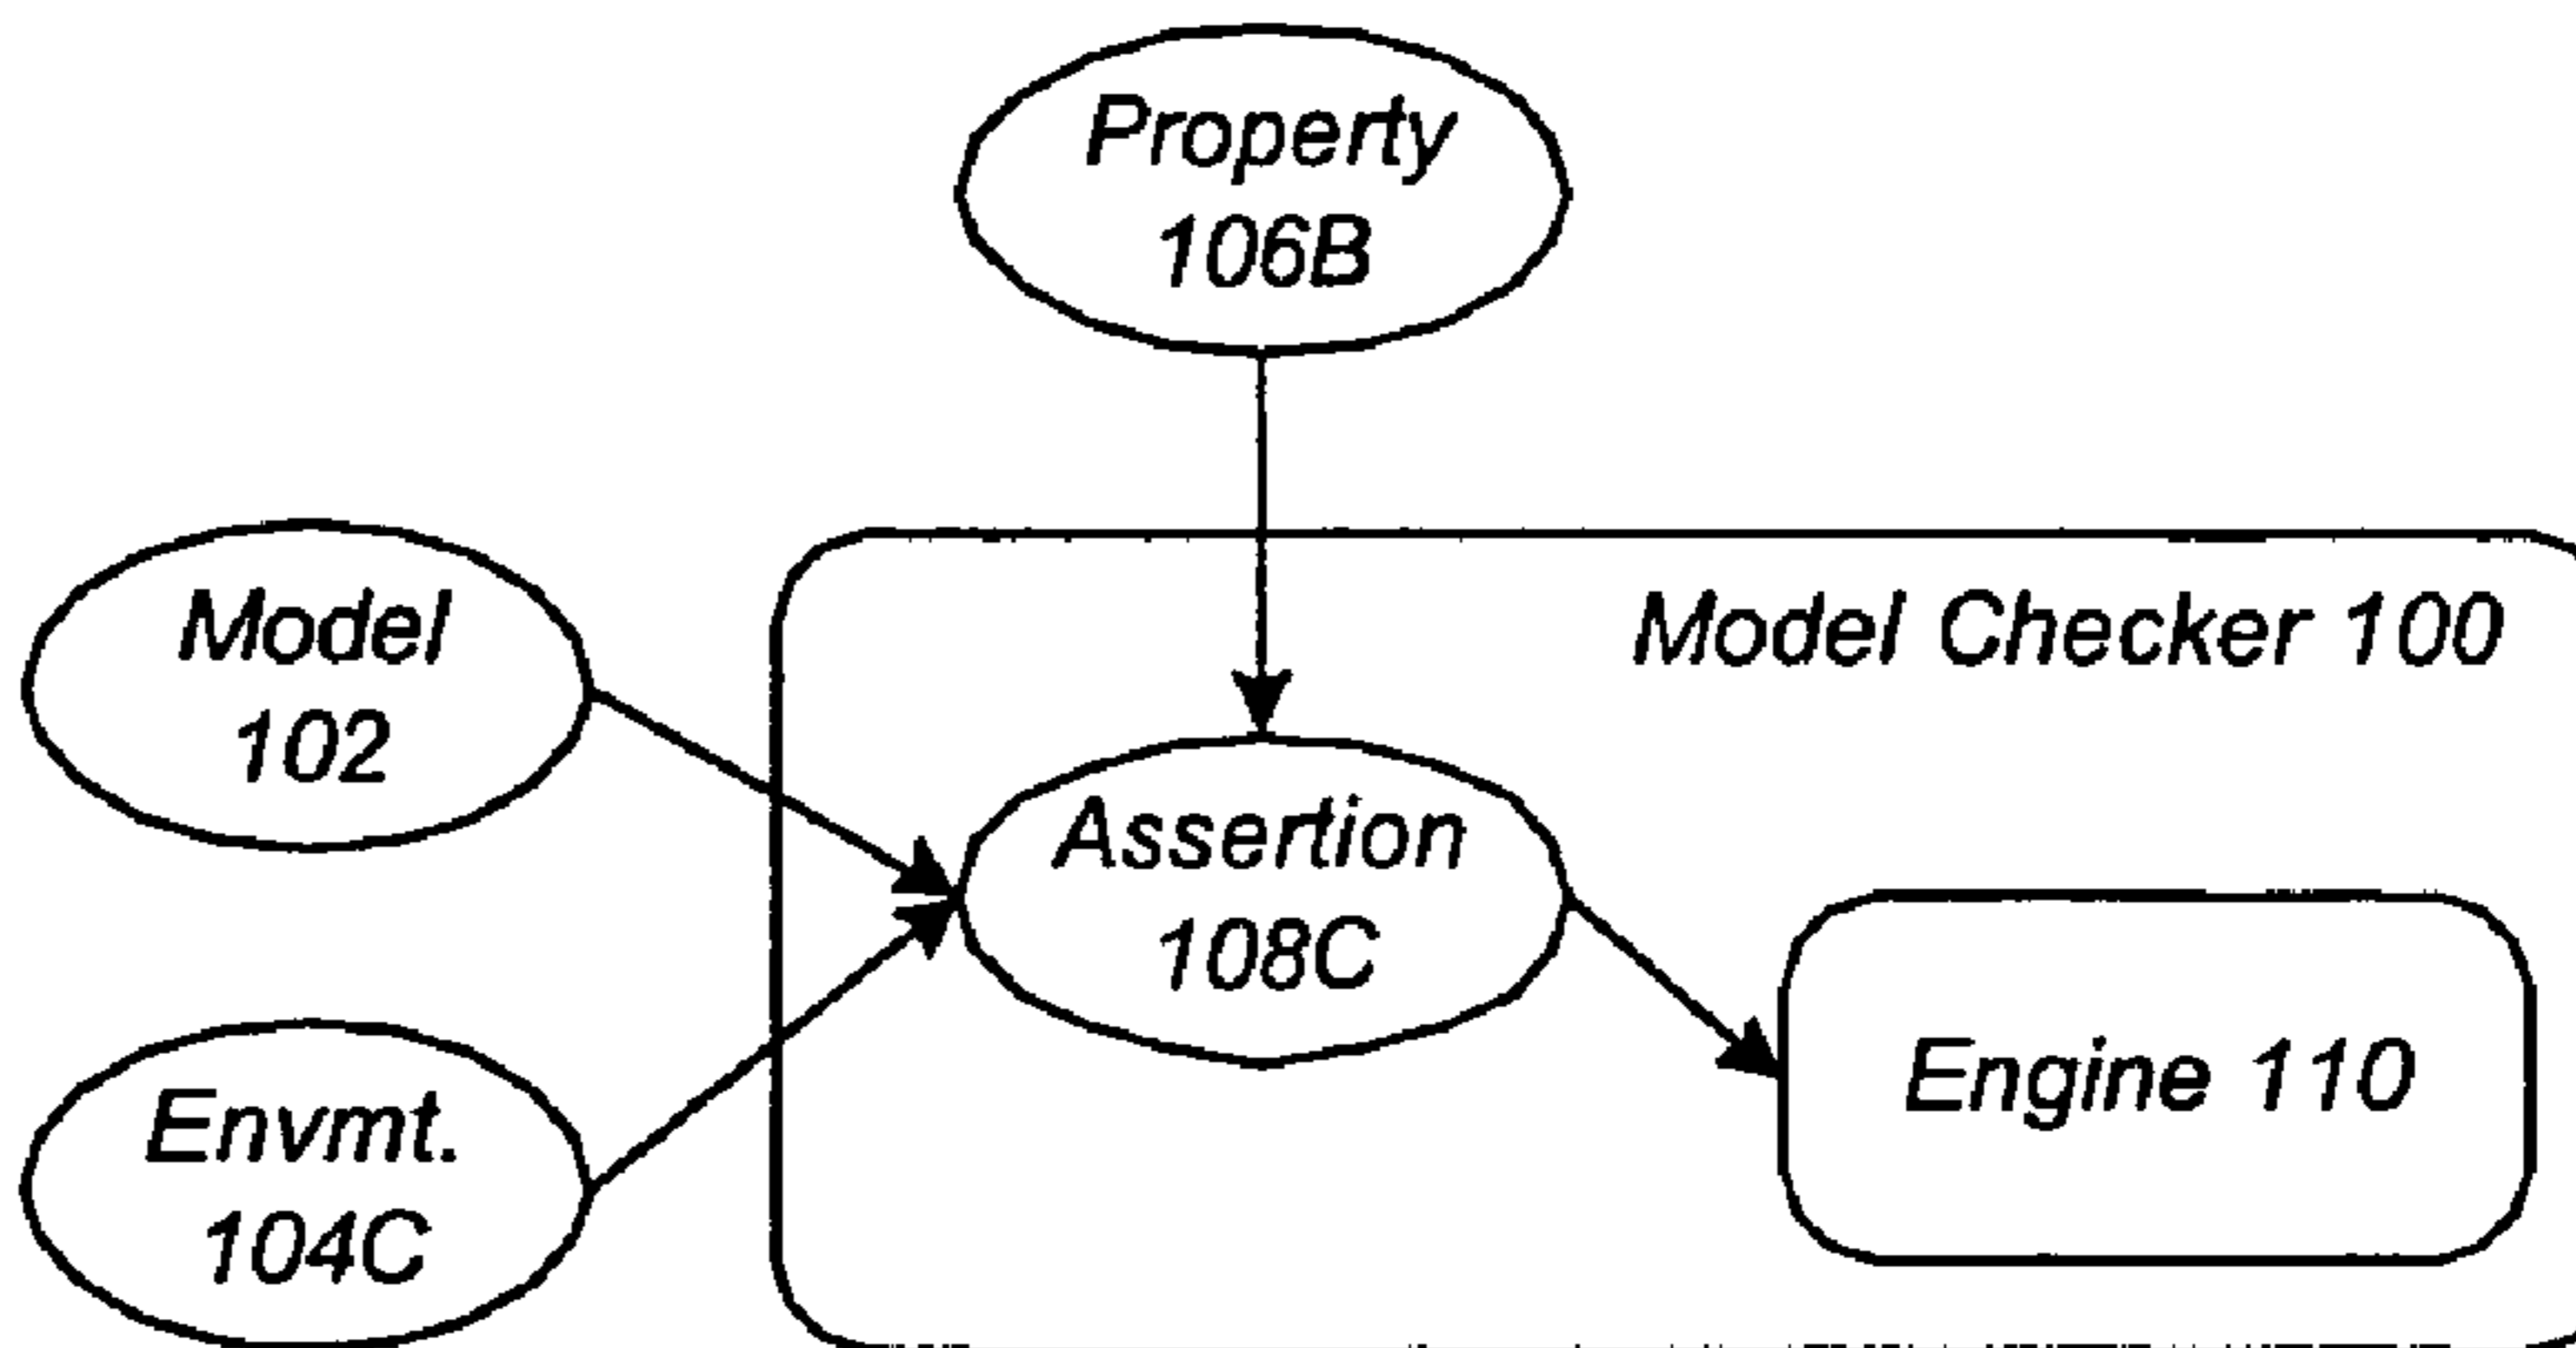 Property
106B
Model
102
Model Checker 100
Assertion
108C
Envmt.
104C
Engine 110